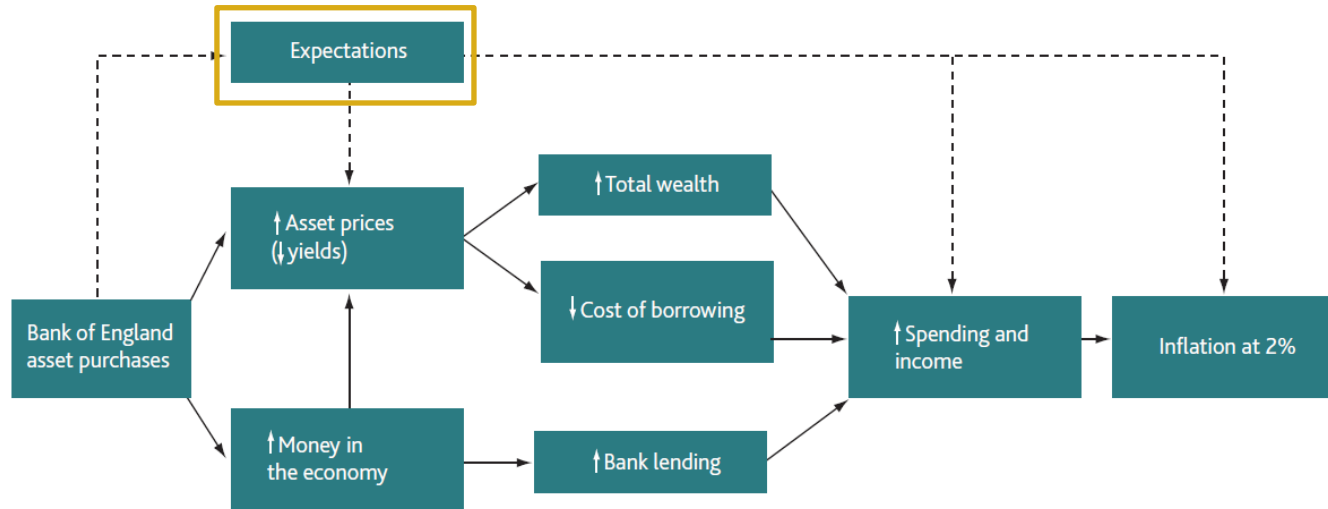 Expectations
↑Asset prices
(↓yields)
↑Total wealth
↓Cost of borrowing
Bank of England
asset purchases
↑Spending and
income
Inflation at 2%
↑Money in
the economy
↑Bank lending